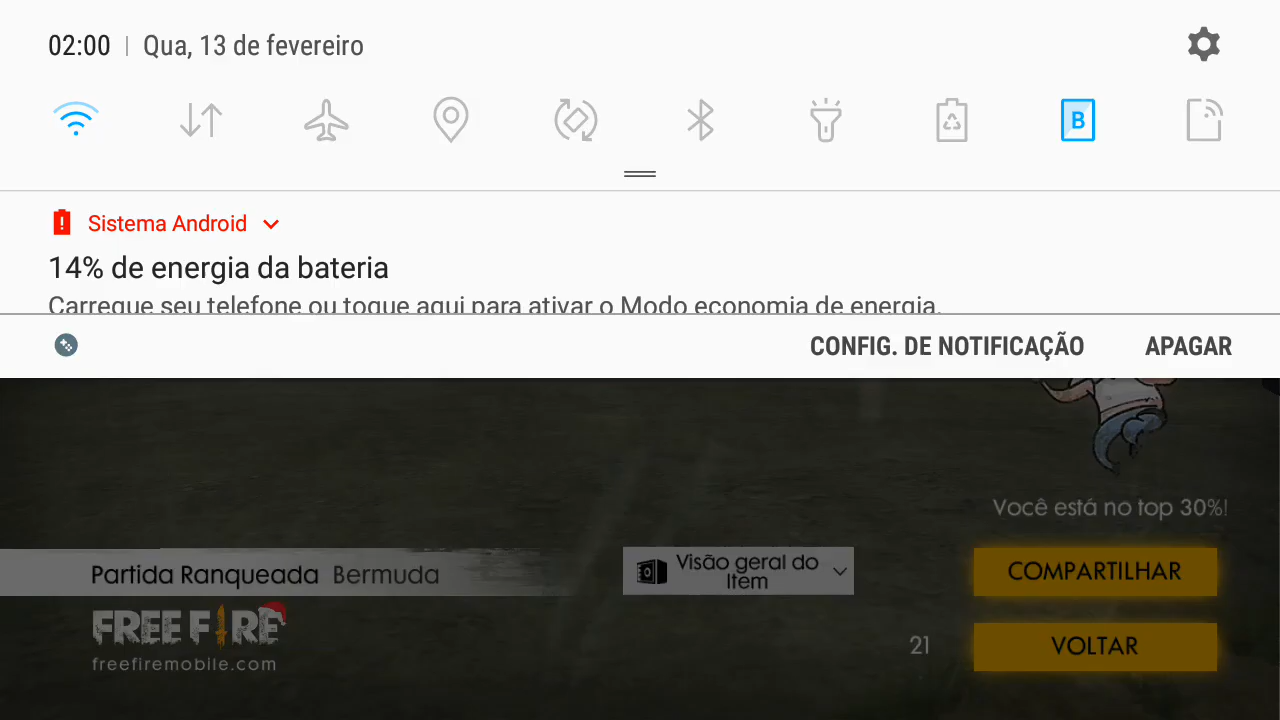 02:00 | Qua, 13 de fevereiro
B
Sistema Android
14% de energia da bateria
Carregue seu telefone ou toque aqui para ativar o Modo economia de energia.
CONFIG. DE NOTIFICAÇÃO APAGAR
Você está no top 30%!
Partida Ranqueada Bermuda
Visão geral do
Item
COMPARTILHAR
FREE FIRE
freefiremobile.com
21
VOLTAR